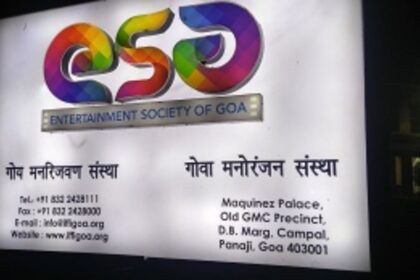 esg
ENTERTAINMENT SOCIETY OF GOA
गोंय मनरिजवण संस्था
गोवा मनोरंजन संस्था
Tel.: +91 832 2428111
Fax : +91 832 2428000
E-mail : info@iffigoa.org
Website : www.iffigoa.org
Maquinez Palace,
Old GMC Precinct,
D.B. Marg, Campal,
Panaji, Goa 403001